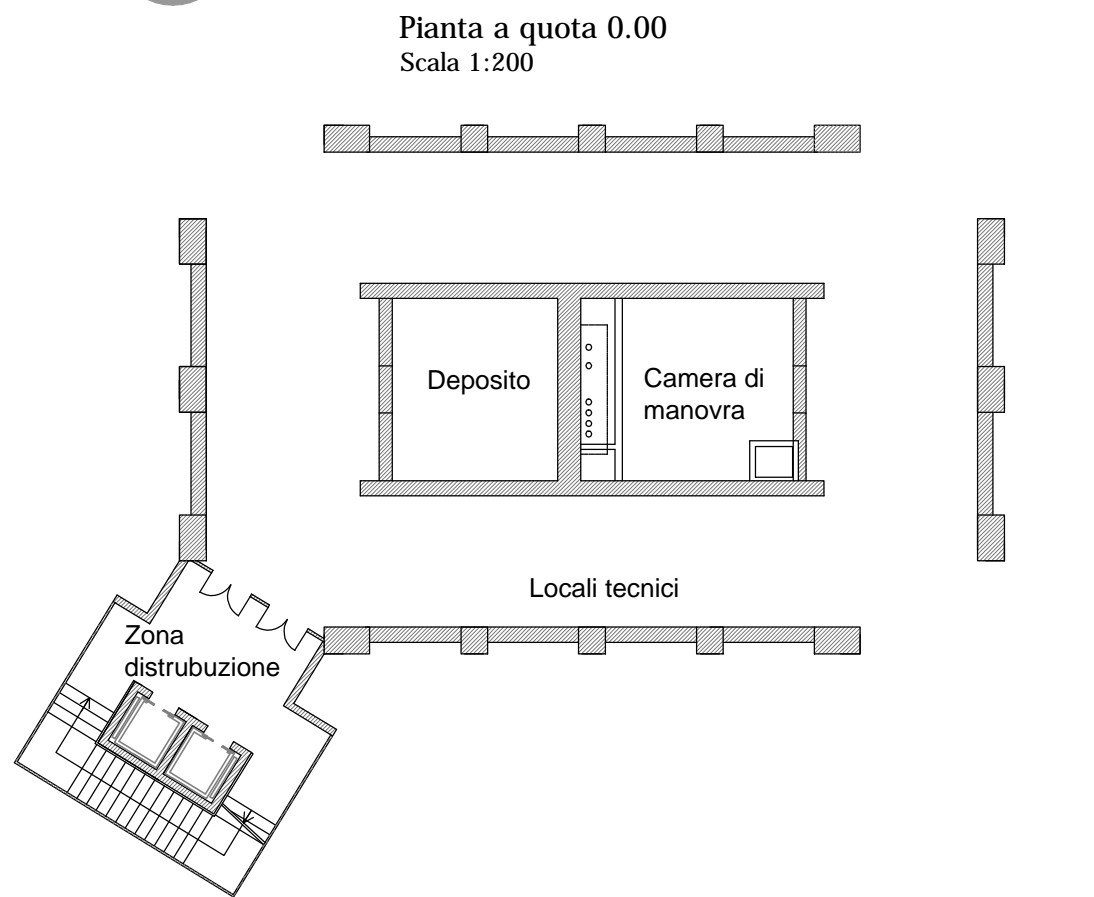 Pianta a quota 0.00
Scala 1:200
Deposito
Camera di
manovra
Locali tecnici
Zona
distrubuzione